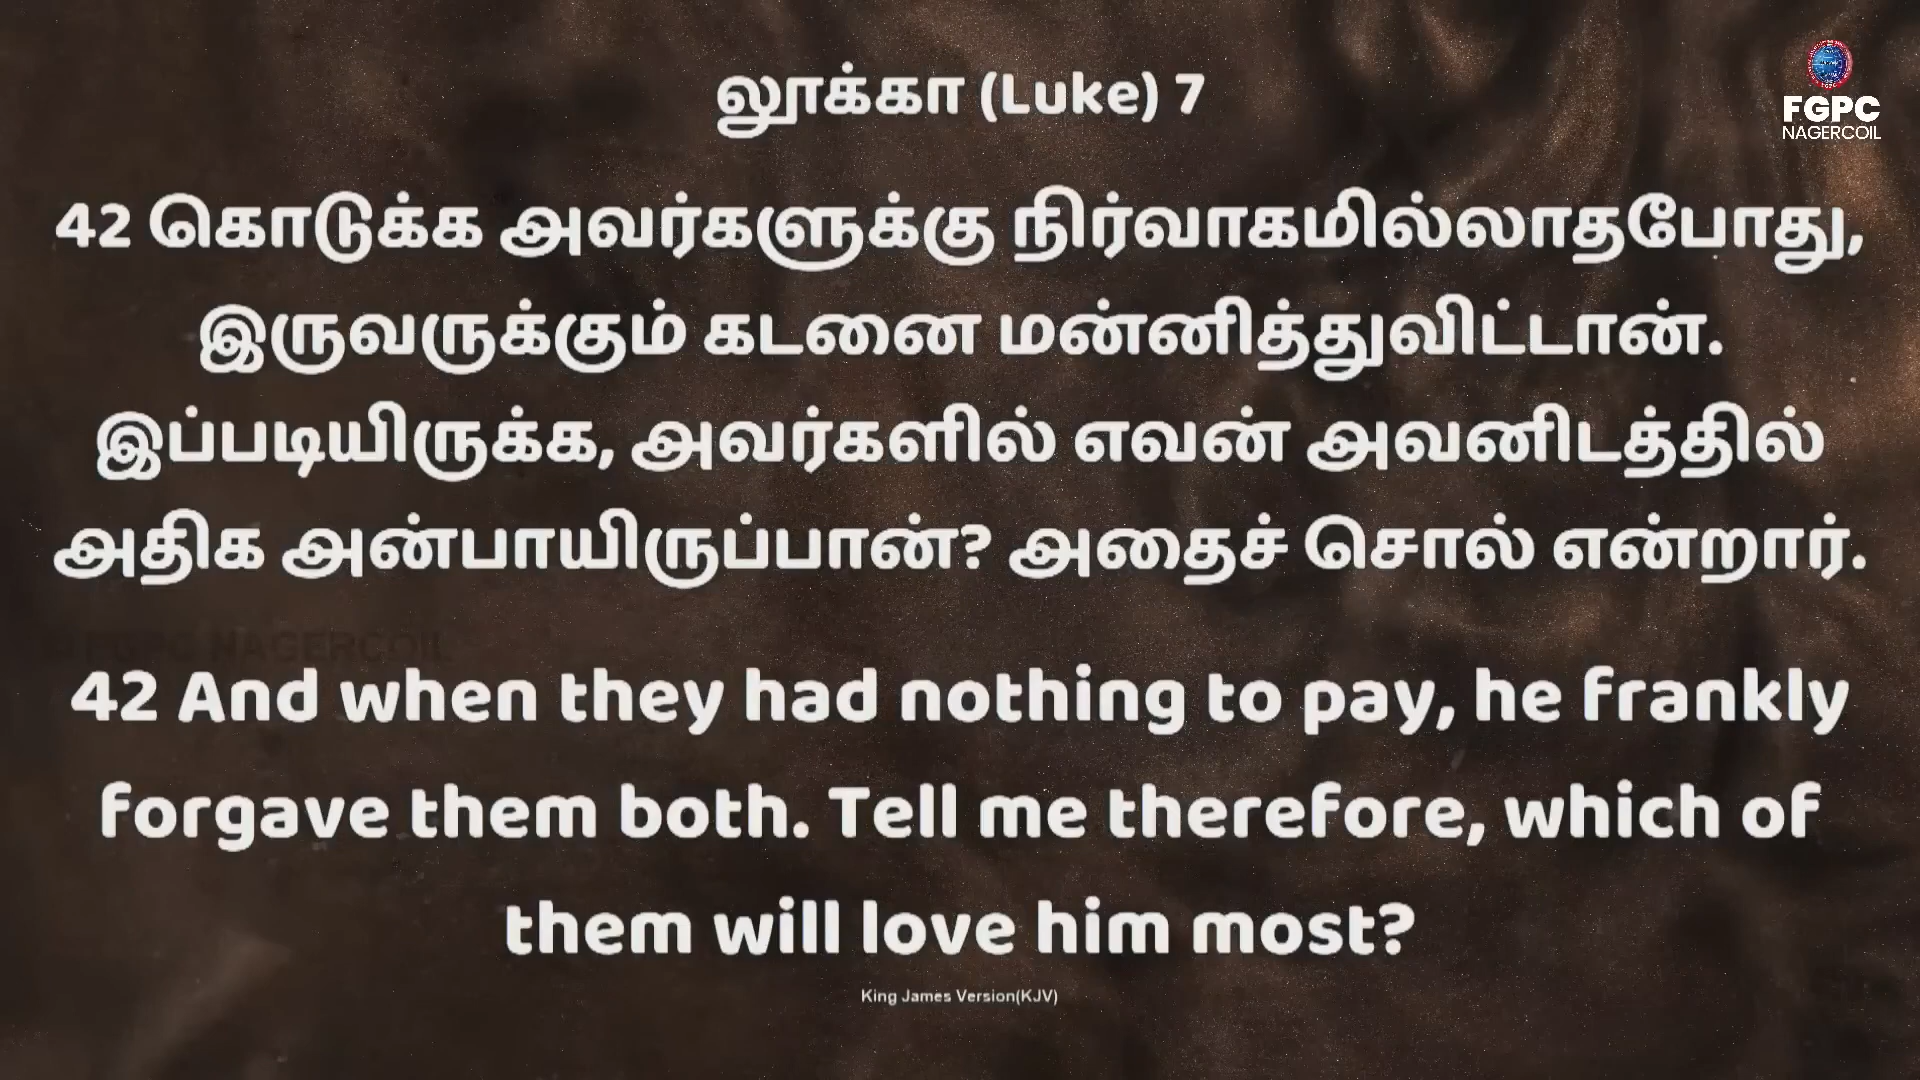 லூக்கா (Luke) 7
FGPC
NAGERCOIL
42 கொடுக்க அவர்களுக்கு நிர்வாகமில்லாதபோது,
இருவருக்கும் கடனை மன்னித்துவிட்டான்.
இப்படியிருக்க, அவர்களில் எவன் அவனிடத்தில்
அதிக அன்பாயிருப்பான்? அதைச் சொல் என்றார்.
© FGPC NAGERCOIL
42 And when they had nothing to pay, he frankly
forgave them both. Tell me therefore, which of
them will love him most?
King James Version(KJV)